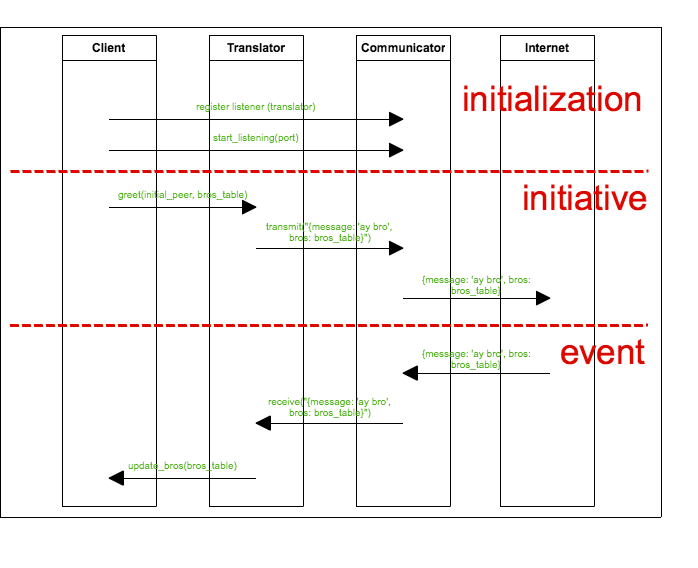 Client
Translator
Communicator
Internet
initialization
register listener (translator)
start_listening(port)
initiative
greet(initial_peer, bros_table)
transmit("{message: 'ay bro',
bros: bros_table}")
{message: 'ay bro', bros:
bros_table}
event
{message: 'ay bro', bros:
bros_table}
receive("{message: 'ay bro',
bros: bros_table}")
update_bros(bros_table)